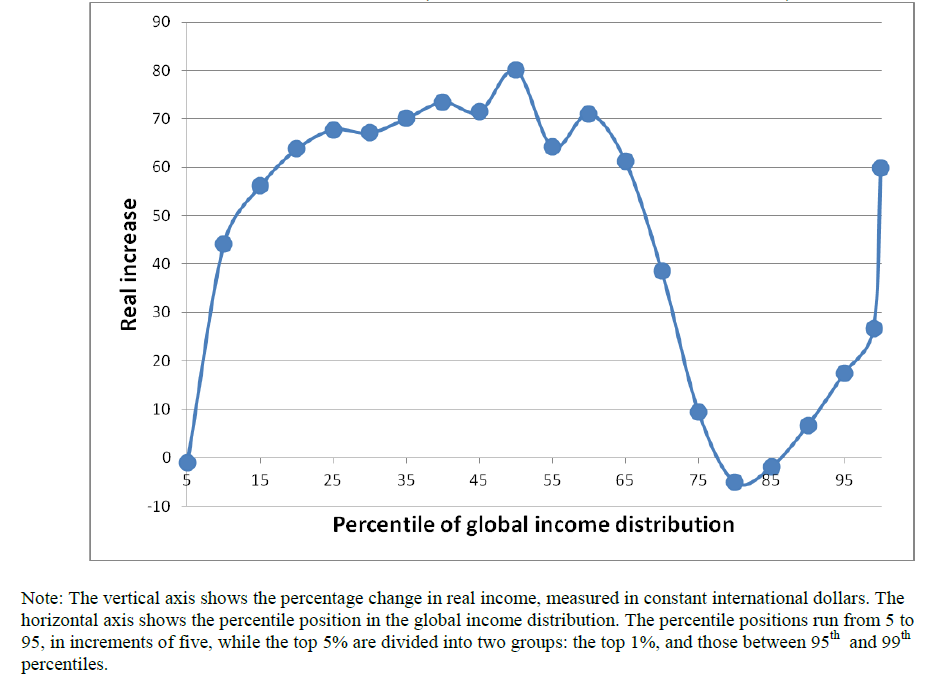 90
80
70
60
50
40
30
20
10
0
-10
Real increase
5 15 25 35 45 55 65 75 85 95
Percentile of global income distribution
Note: The vertical axis shows the percentage change in real income, measured in constant international dollars. The
horizontal axis shows the percentile position in the global income distribution. The percentile positions run from 5 to
95, in increments of five, while the top 5% are divided into two groups: the top 1%, and those between 95th and 99th
percentiles.